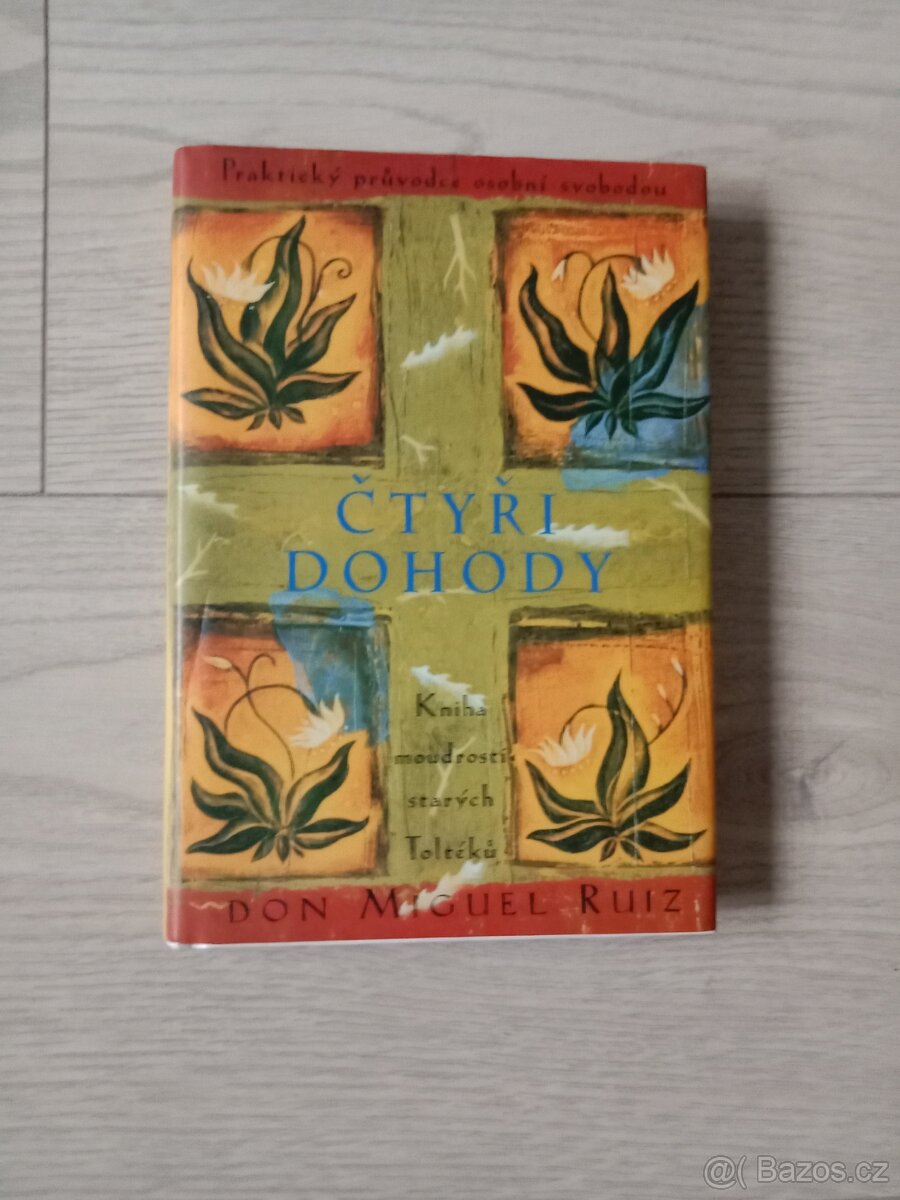 Praktický průvodce osobní svobodou
ČTYŘI
DOHODY
Kniha
moudrosti
starých
Toltéků
DON MIGUEL RUIZ
@( Bazos.cz